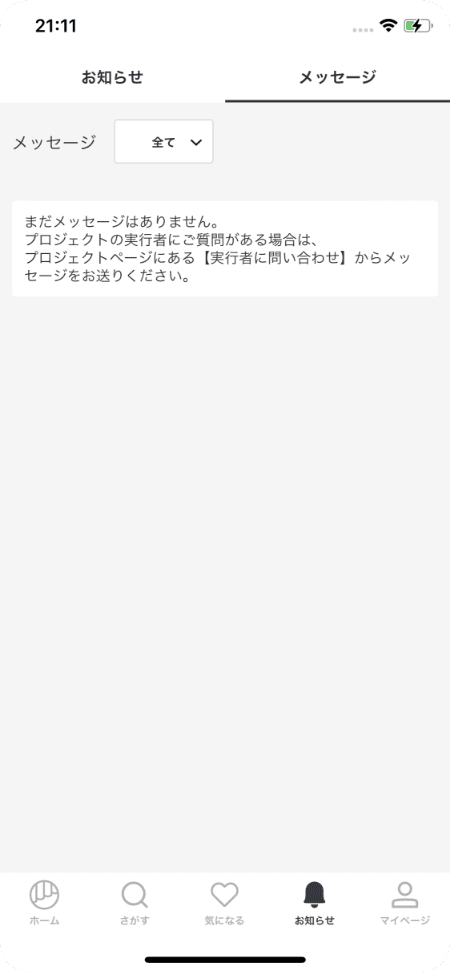 21:11
お知らせ
メッセージ
メッセージ
全て
まだメッセージはありません。
プロジェクトの実行者にご質問がある場合は、
プロジェクトページにある【実行者に問い合わせ】からメッ
セージをお送りください。
ホーム
さがす
気になる
お知らせ
マイページ